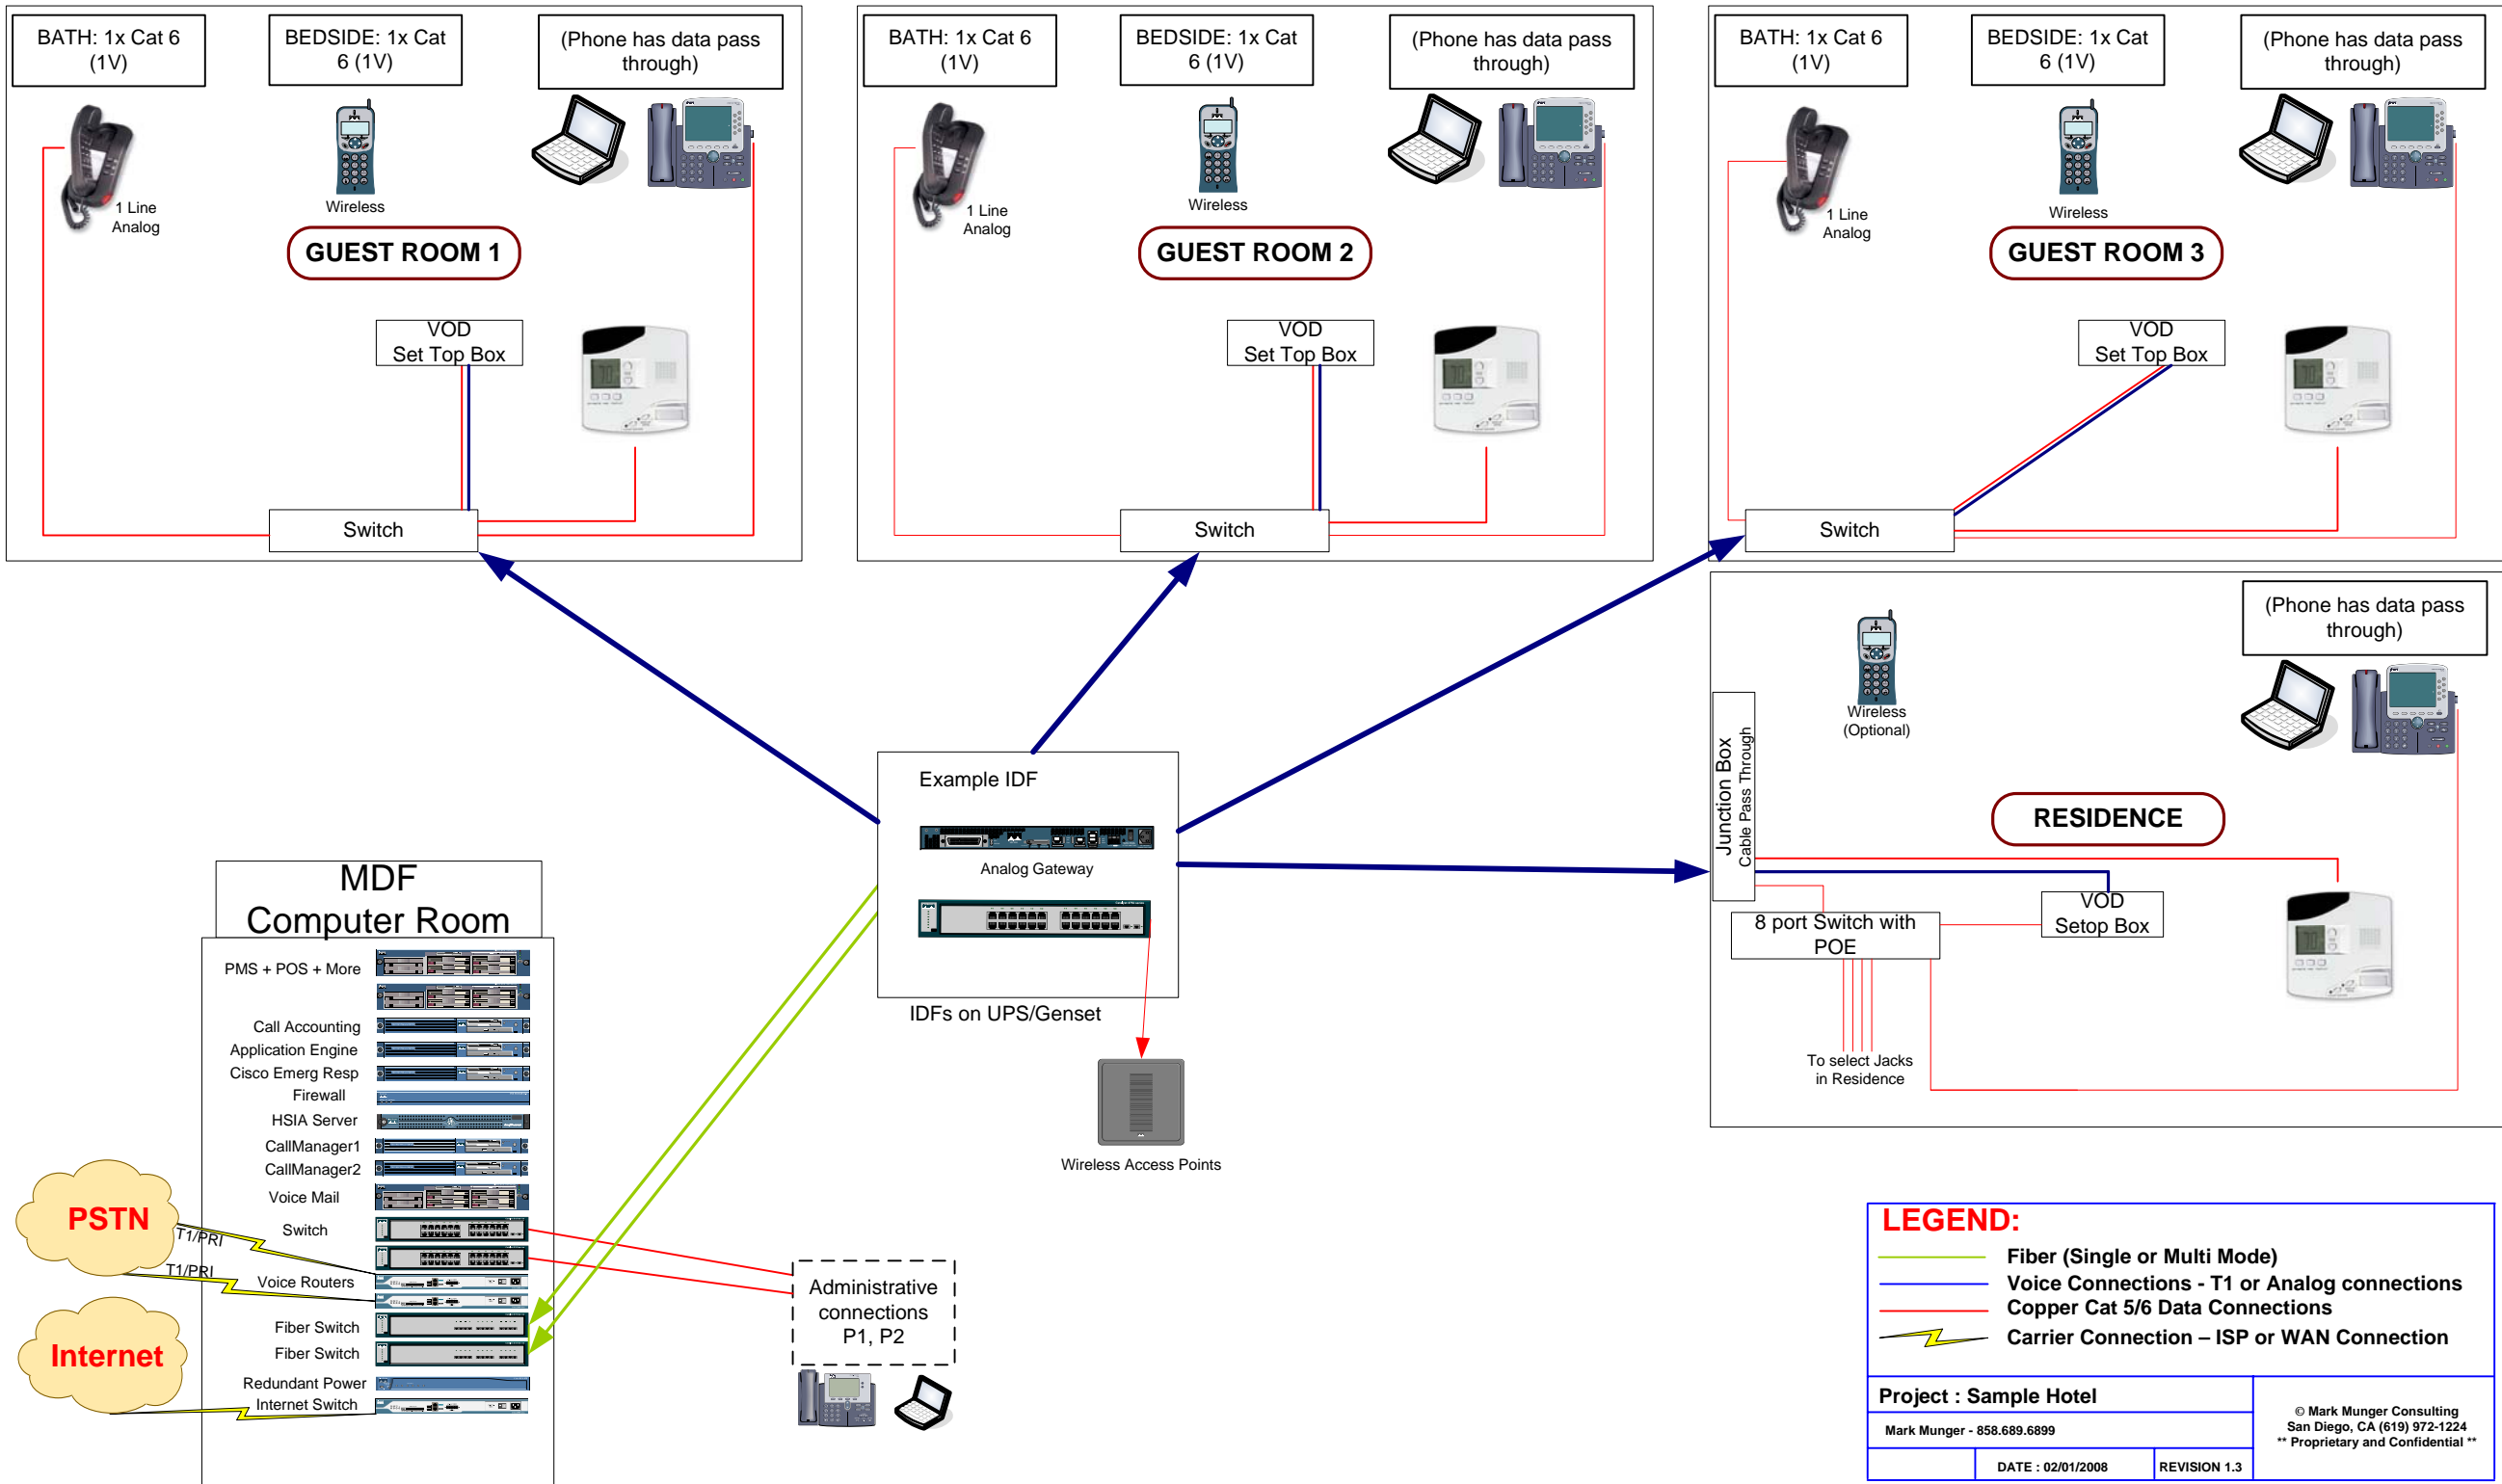 BATH: 1x Cat 6
(1V)
BEDSIDE: 1x Cat
6 (1V)
(Phone has data pass
through)
1 Line
Analog
Wireless
GUEST ROOM 1
VOD
Set Top Box
Switch
BATH: 1x Cat 6
(1V)
BEDSIDE: 1x Cat
6 (1V)
(Phone has data pass
through)
1 Line
Analog
Wireless
GUEST ROOM 2
VOD
Set Top Box
Switch
BATH: 1x Cat 6
(1V)
BEDSIDE: 1x Cat
6 (1V)
(Phone has data pass
through)
1 Line
Analog
Wireless
GUEST ROOM 3
VOD
Set Top Box
Switch
(Phone has data pass
through)
Wireless
(Optional)
Junction Box
Cable Pass Through
RESIDENCE
VOD
Setop Box
8 port Switch with
POE
To select Jacks
in Residence
Example IDF
Analog Gateway
IDFs on UPS/Genset
Wireless Access Points
MDF
Computer Room
PMS + POS + More
Call Accounting
Application Engine
Cisco Emerg Resp
Firewall
HSIA Server
CallManager1
CallManager2
Voice Mail
Switch
Voice Routers
Fiber Switch
Fiber Switch
Redundant Power
Internet Switch
PSTN
T1/PRI
T1/PRI
Internet
Administrative
connections
P1, P2
LEGEND:
Fiber (Single or Multi Mode)
Voice Connections - T1 or Analog connections
Copper Cat 5/6 Data Connections
Carrier Connection – ISP or WAN Connection
Project : Sample Hotel
Mark Munger - 858.689.6899
DATE : 02/01/2008
REVISION 1.3
© Mark Munger Consulting
San Diego, CA (619) 972-1224
** Proprietary and Confidential **